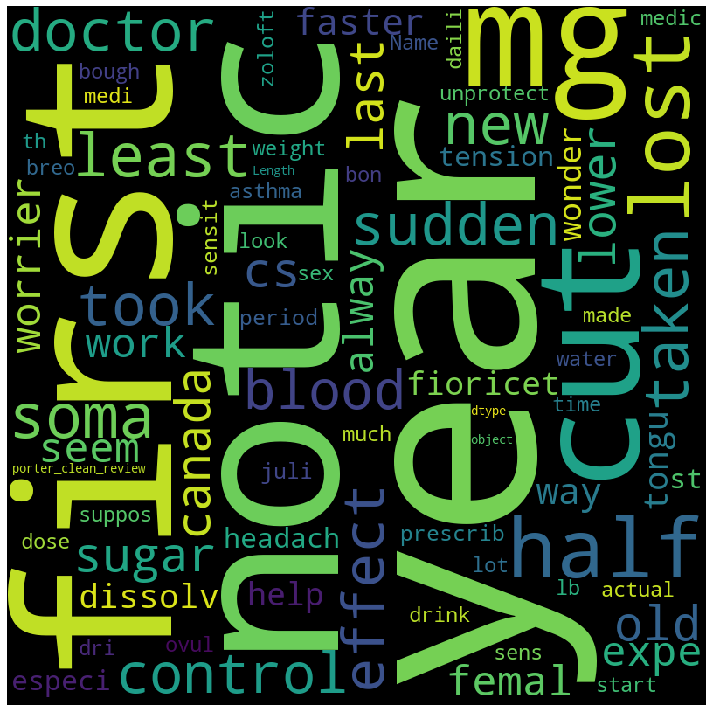 doctor
faster
Name
daili
zoloft
mg
medic
bough
medi
unprotect
lost
last
new
th
least
weight
tension
wonder
lower
breo
Length
bon
asthma
worrier
first
notic
year
sensit
look
sudden
cs
sex
alway
cut
taken
took
period
made
work
water
blood
fioricet
canada
soma
dtype
time
seem
much
object
tongu
porter_clean_review
juli
st
way
suppos
effect
half
dose
headach
prescrib
sugar
lot
dissolv
help
lb
actual
drink
old
dri
ovul
sens
expe
especi
control
femal
start